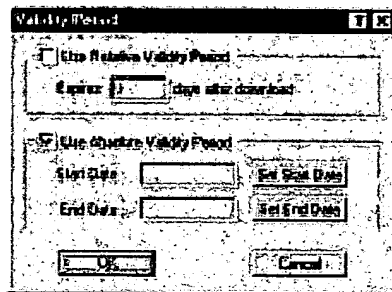 Validity Period
Use Relative Validity Period
Expires days after download
Use Absolute Validity Period
Start Date Set Start Date
End Date Set End Date
OK Cancel